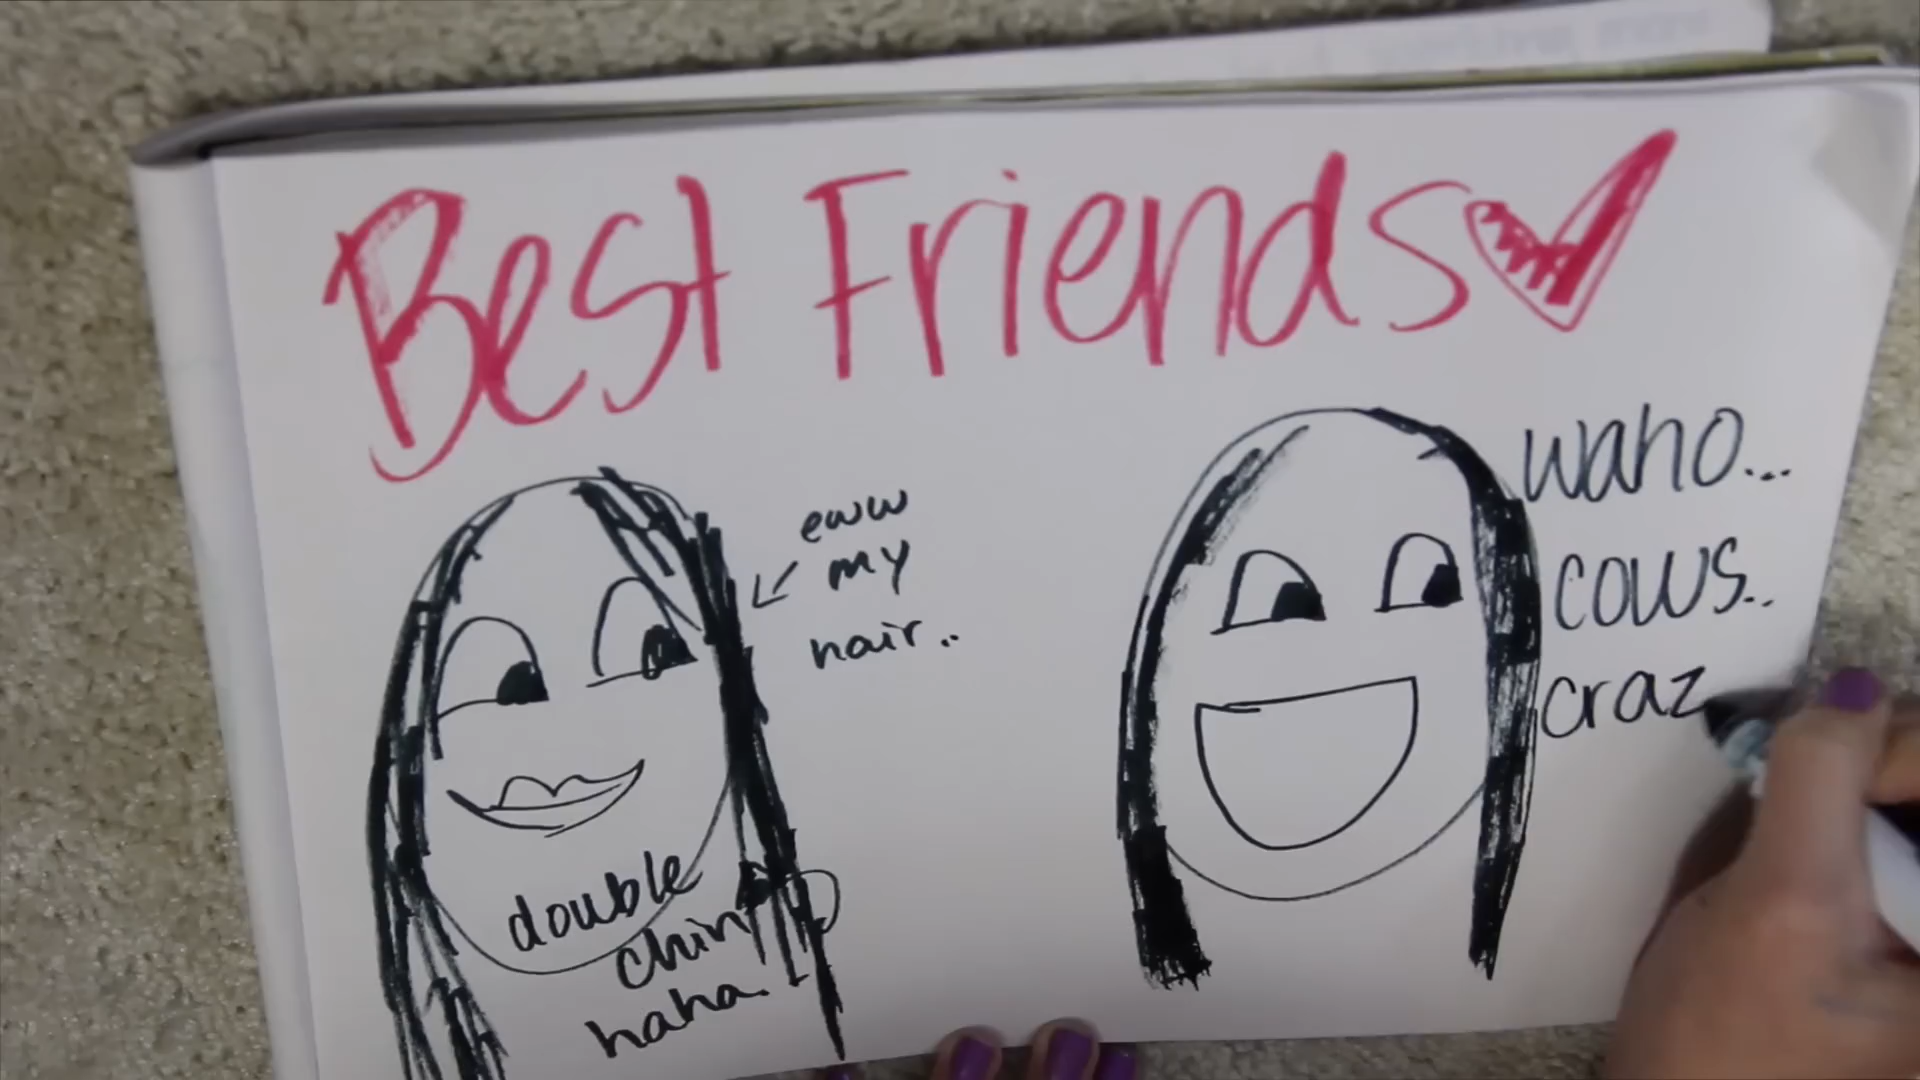 Best Friends
eww
my
hair..
double
chin
haha.
waho...
cows..
craz